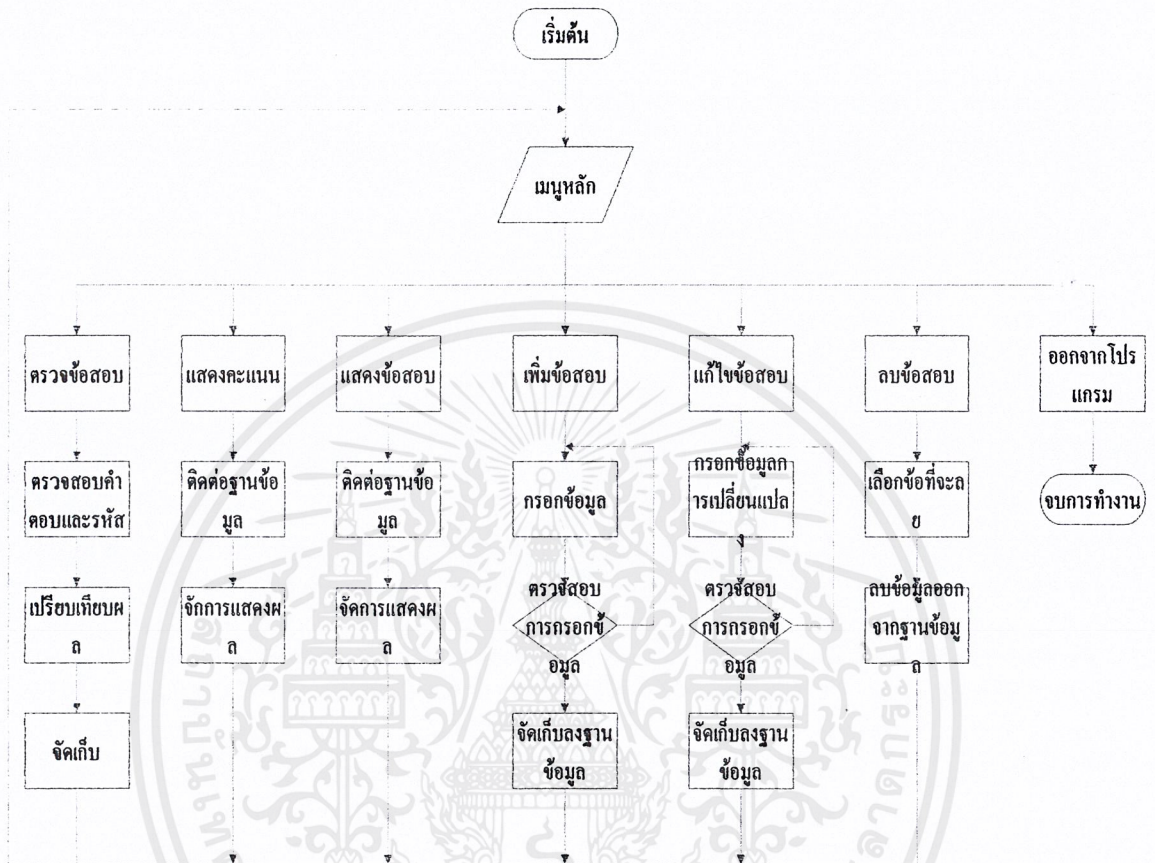 เริ่มต้น
เมนูหลัก
ตรวจข้อสอบ
แสดงคะแนน
แสดงข้อสอบ
เพิ่มข้อสอบ
แก้ไขข้อสอบ
ลบข้อสอบ
ออกจากโปร
แกรม
ตรวจสอบคำ
ตอบและรหัส
ติดต่อฐานข้อ
มูล
ติดต่อฐานข้อ
มูล
กรอกข้อมูล
กรอกข้อมูลก
ารเปลี่ยนแปล
ง
เลือกข้อที่จะล
ย
จบการทำงาน
เปรียบเทียบผ
ล
จักการแสดงผ
ล
จัดการแสดงผ
ล
ตรวจสอบ
การกรอกข้
อมูล
ตรวจสอบ
การกรอกข้
อมูล
ลบข้อมูลออก
จากฐานข้อมู
ล
จัดเก็บ
จัดเก็บลงฐาน
ข้อมูล
จัดเก็บลงฐาน
ข้อมูล